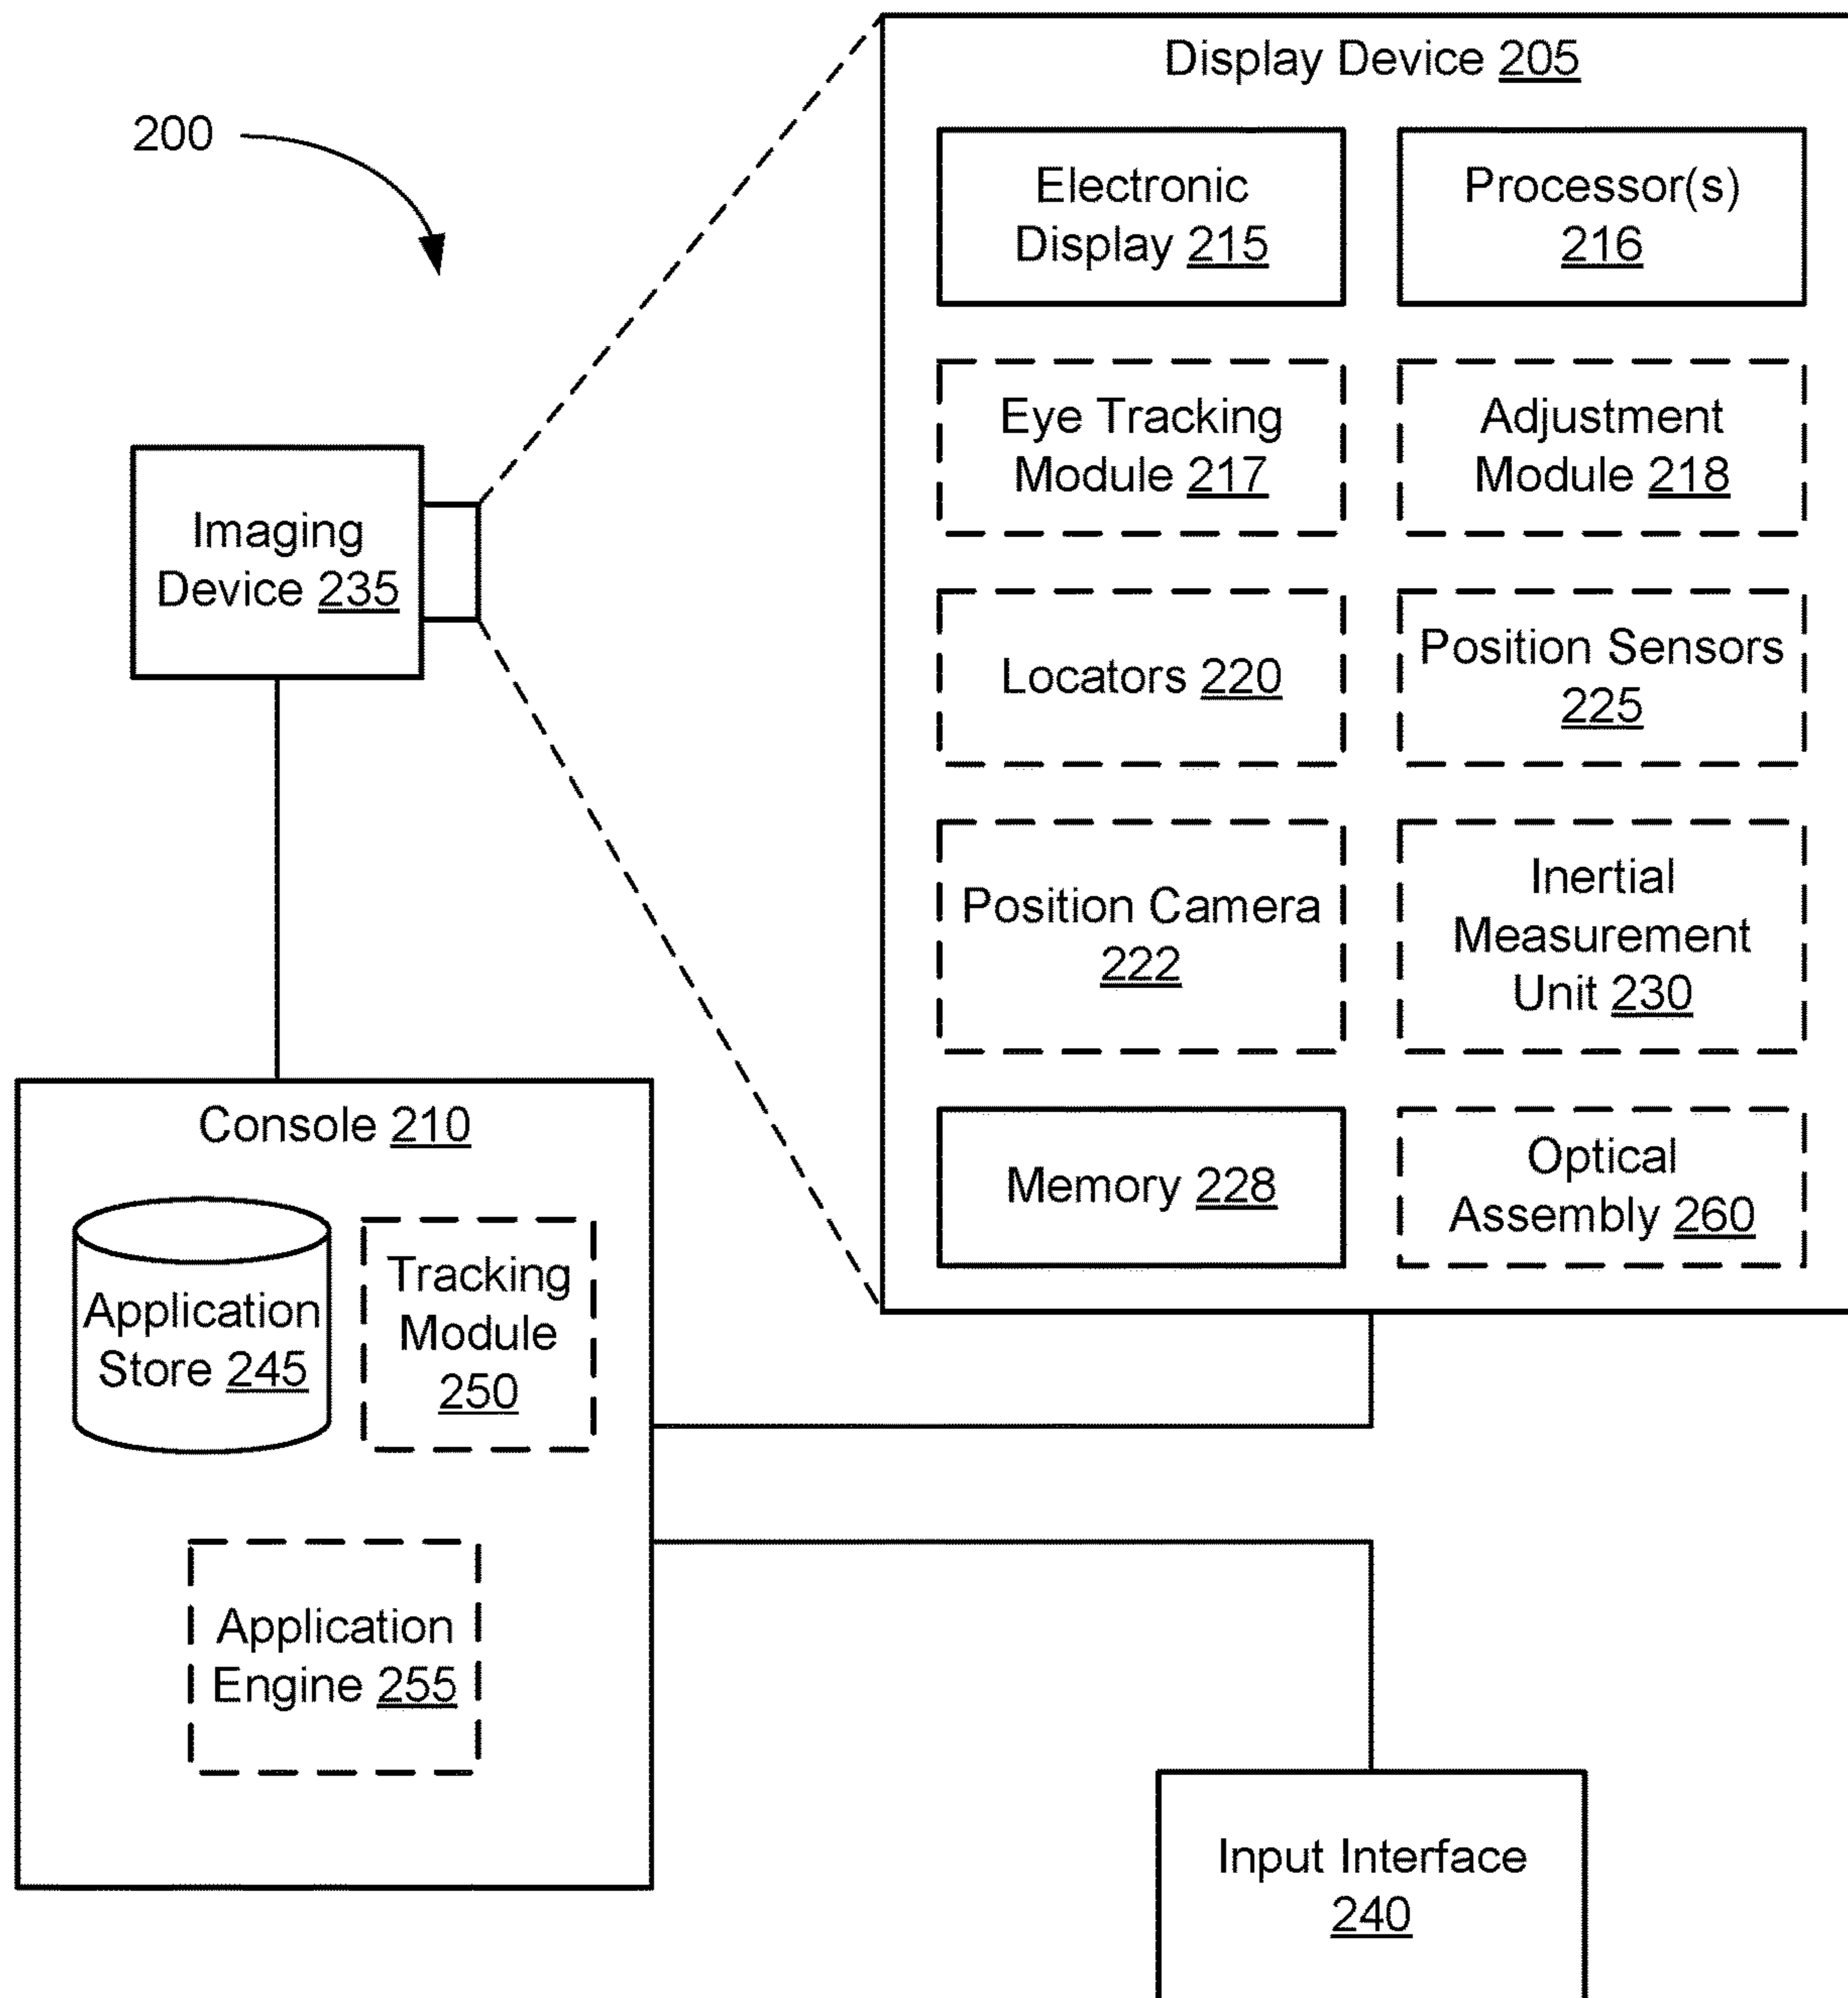 200
Display Device 205
Electronic
Display 215
Processor(s)
216
Eye Tracking
Module 217
Adjustment
Module 218
Imaging
Device 235
Locators 220
Position Sensors
225
Position Camera
222
Inertial
Measurement
Unit 230
Memory 228
Optical
Assembly 260
Console 210
Application
Store 245
Tracking
Module
250
Application
Engine 255
Input Interface
240